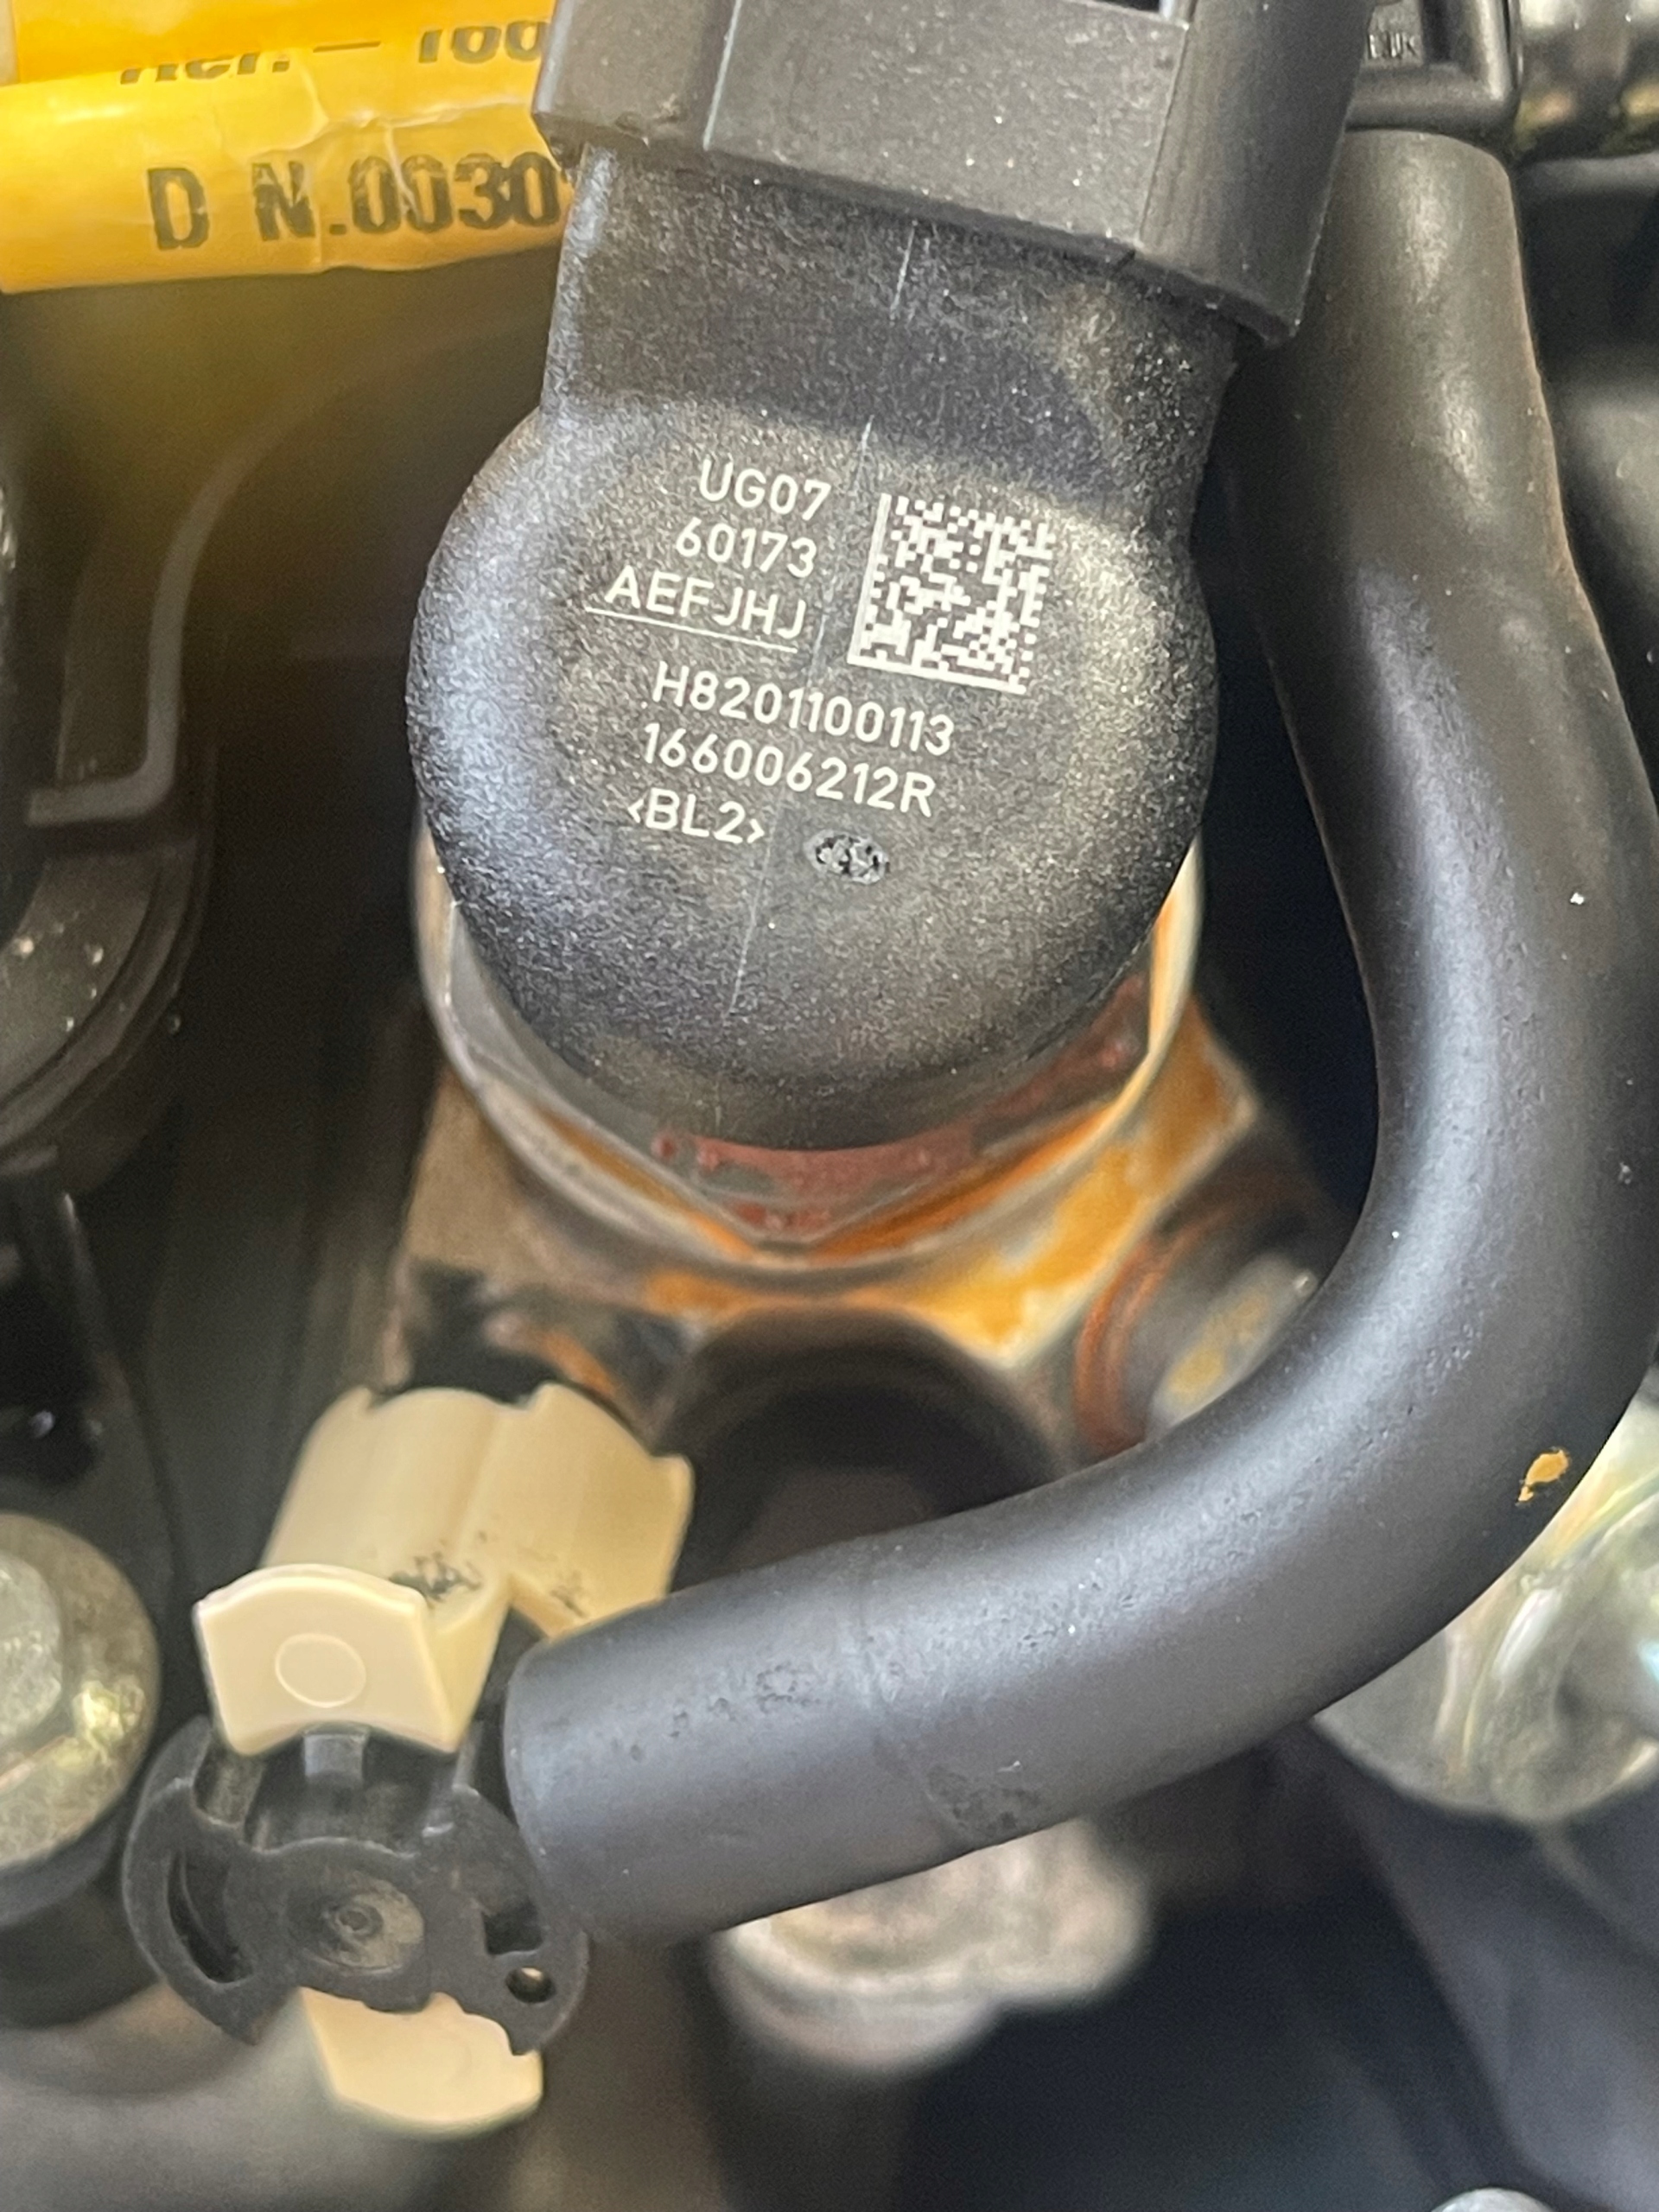 D N.0030
UG07
60173
AEFJHJ
H8201100113
166006212R
<BL2>